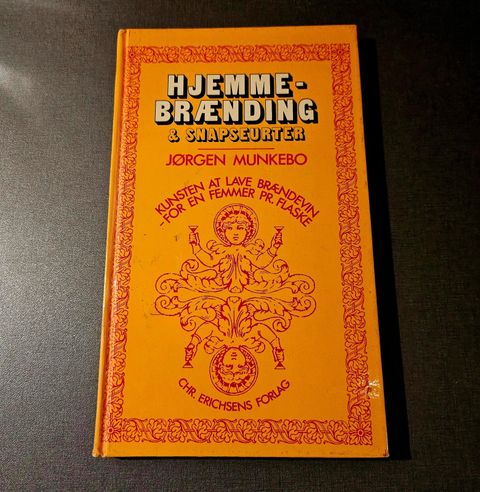 HJEMME-
BRÆNDING
& SNAPSEURTER
JØRGEN MUNKEBO
KUNSTEN AT LAVE BRÆNDEVIN
- FOR EN FEMMER PR. FLASKE
CHR. ERICHSENS FORLAG